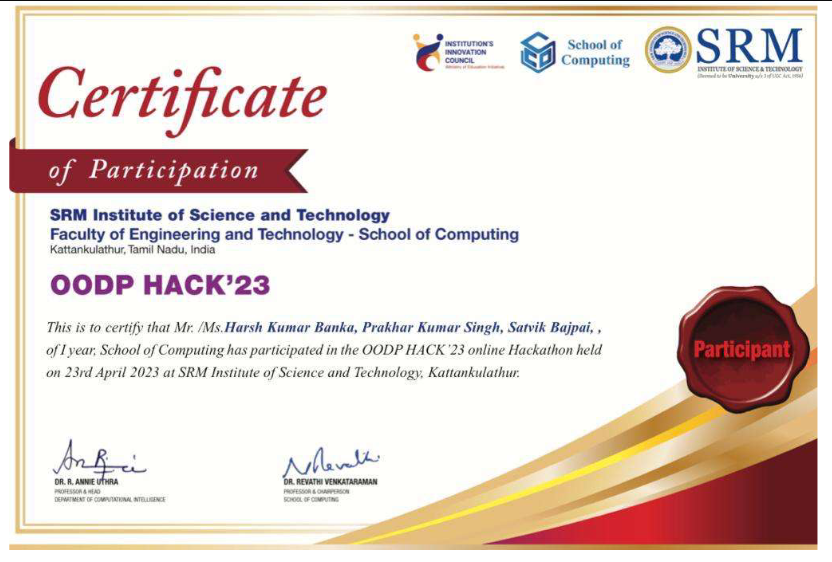 INSTITUTION'S
INNOVATION
COUNCIL
(Ministry of Education Initiative)
School of
Computing
SRM
INSTITUTE OF SCIENCE & TECHNOLOGY
(Deemed to be University u/s 3 of UGC Act, 1956)
Certificate
of Participation
SRM Institute of Science and Technology
Faculty of Engineering and Technology - School of Computing
Kattankulathur, Tamil Nadu, India
OODP HACK'23
This is to certify that Mr. /Ms.Harsh Kumar Banka, Prakhar Kumar Singh, Satvik Bajpai, ,
of I year, School of Computing has participated in the OODP HACK'23 online Hackathon held
on 23rd April 2023 at SRM Institute of Science and Technology, Kattankulathur.
Participant
DR. R. ANNIE UTHRA
PROFESSOR & HEAD
DEPARTMENT OF COMPUTATIONAL INTELLIGENCE
DR. REVATHI VENKATARAMAN
PROFESSOR & CHAIRPERSON
SCHOOL OF COMPUTING